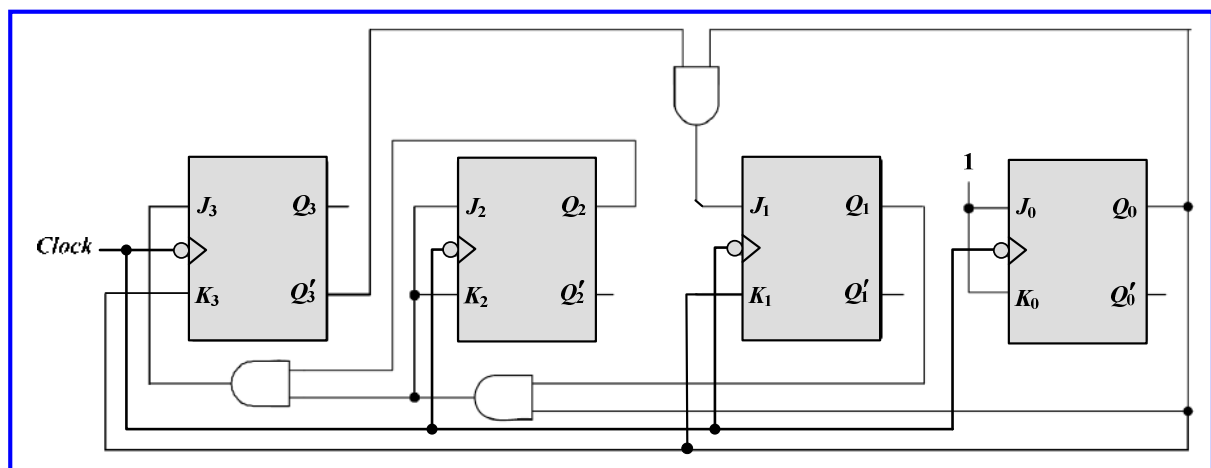 1
J₃ Q₃ J₂ Q₂ J₁ Q₁ J₀ Q₀
Clock
K₃ Q₃′ K₂ Q₂′ K₁ Q₁′ K₀ Q₀′